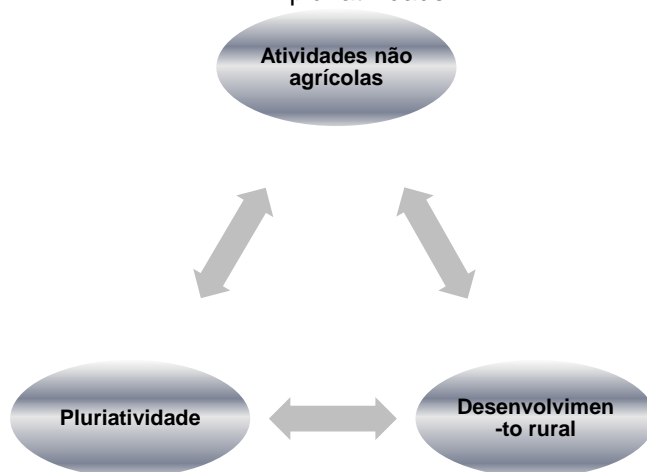 Atividades não
agrícolas
Pluriatividade
Desenvolvimen
-to rural